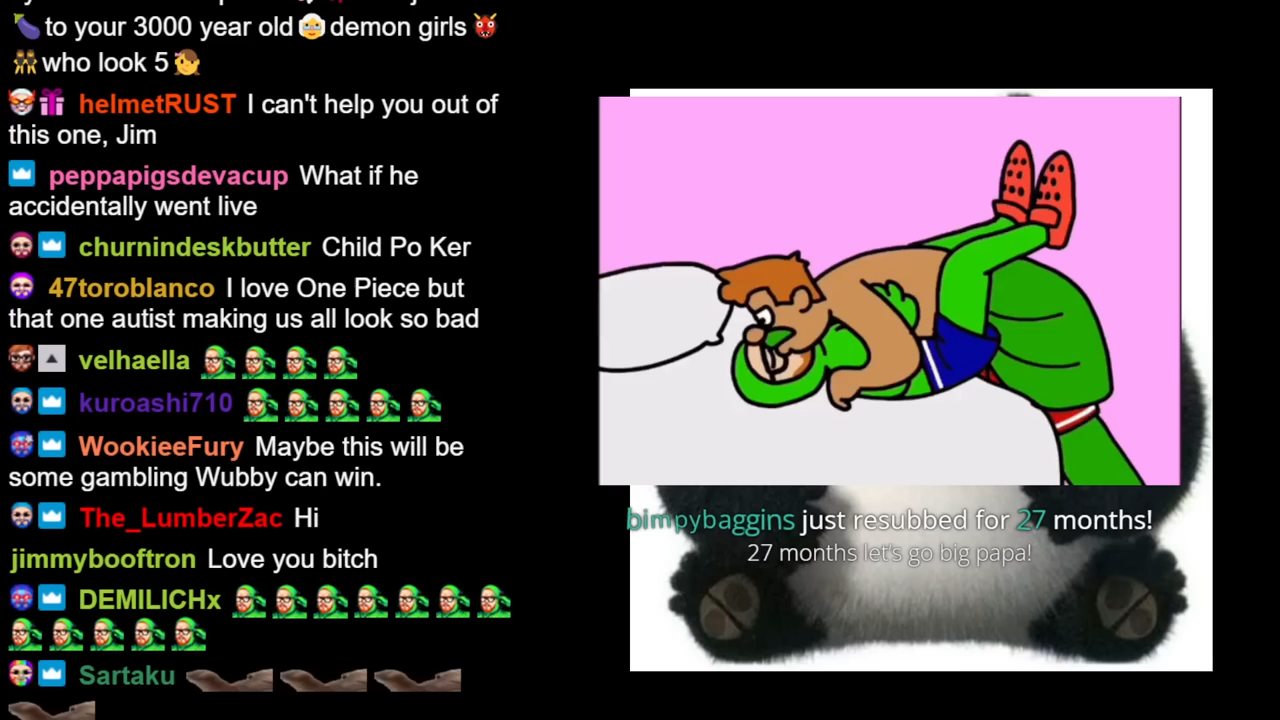 to your 3000 year old demon girls
who look 5
helmetRUST I can't help you out of
this one, Jim
peppapigsdevacup What if he
accidentally went live
churnindeskbutter Child Po Ker
47toroblanco I love One Piece but
that one autist making us all look so bad
velhaella
kuroashi710
WookieeFury Maybe this will be
some gambling Wubby can win.
The_LumberZac Hi
jimmybooftron Love you bitch
DEMILICHx
Sartaku
bimpybaggins just resubbed for 27 months!
27 months let's go big papa!